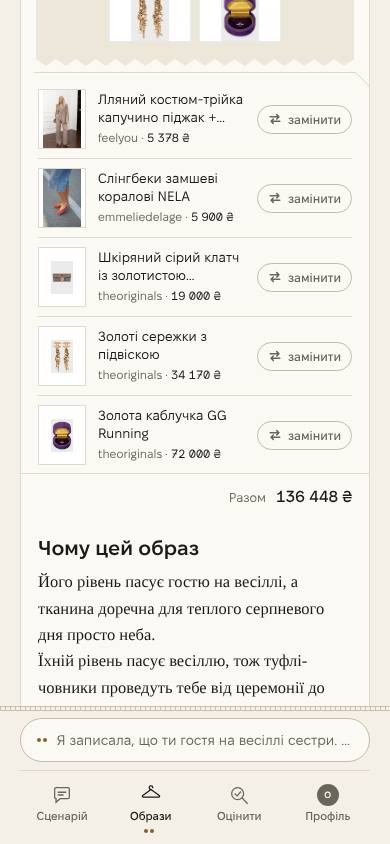 Лляний костюм-трійка
капучино піджак +...
feelyou · 5 378 ₴
замінити
Слінгбеки замшеві
коралові NELA
emmeliedelage · 5 900 ₴
замінити
Шкіряний сірий клатч
із золотистою...
theoriginals · 19 000 ₴
замінити
Золоті сережки з
підвіскою
theoriginals · 34 170 ₴
замінити
Золота каблучка GG
Running
theoriginals · 72 000 ₴
замінити
Разом 136 448 ₴
Чому цей образ
Його рівень пасує гостю на весіллі, а
тканина доречна для теплого серпневого
дня просто неба.
Їхній рівень пасує весіллю, тож туфлі-
човники проведуть тебе від церемонії до
Я записала, що ти гостя на весіллі сестри. ...
Сценарій
Образи
Оцінити
О
Профіль